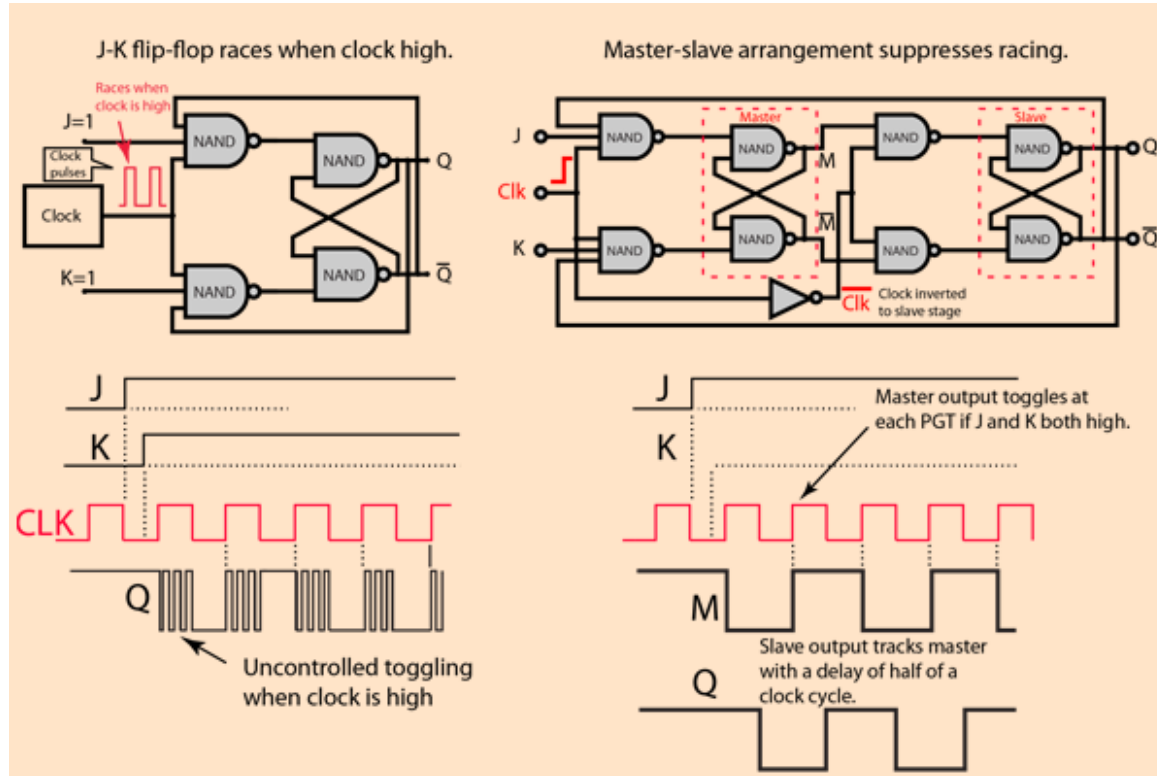 J-K flip-flop races when clock high.
Races when
clock is high
J=1
Clock
pulses
Clock
K=1
NAND
NAND
NAND
NAND
Q
Q̅
Master-slave arrangement suppresses racing.
J
Clk
K
NAND
NAND
Master
NAND
NAND
M
M̅
NAND
NAND
Slave
NAND
NAND
Q
Q̅
C̅l̅k̅
Clock inverted
to slave stage
J
K
CLK
Q
Uncontrolled toggling
when clock is high
J
K
Master output toggles at
each PGT if J and K both high.
M
Slave output tracks master
with a delay of half of a
clock cycle.
Q